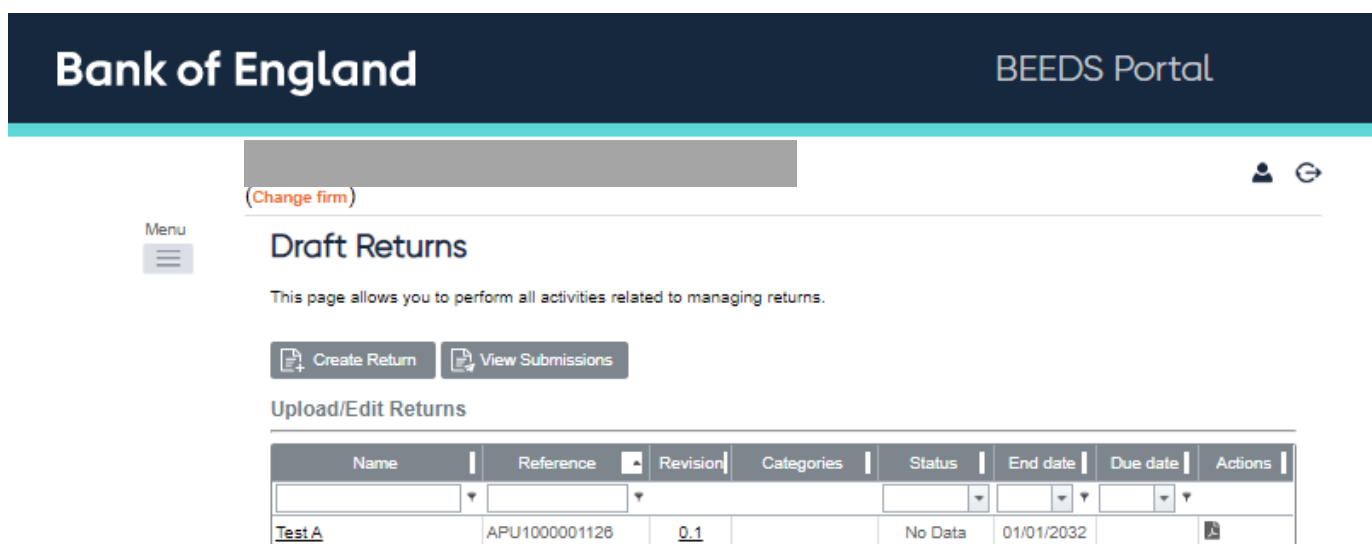 Bank of England BEEDS Portal
(Change firm)
Menu
Draft Returns
This page allows you to perform all activities related to managing returns.
Create Return View Submissions
Upload/Edit Returns
Name Reference Revision Categories Status End date Due date Actions
Test A APU1000001126 0.1 No Data 01/01/2032